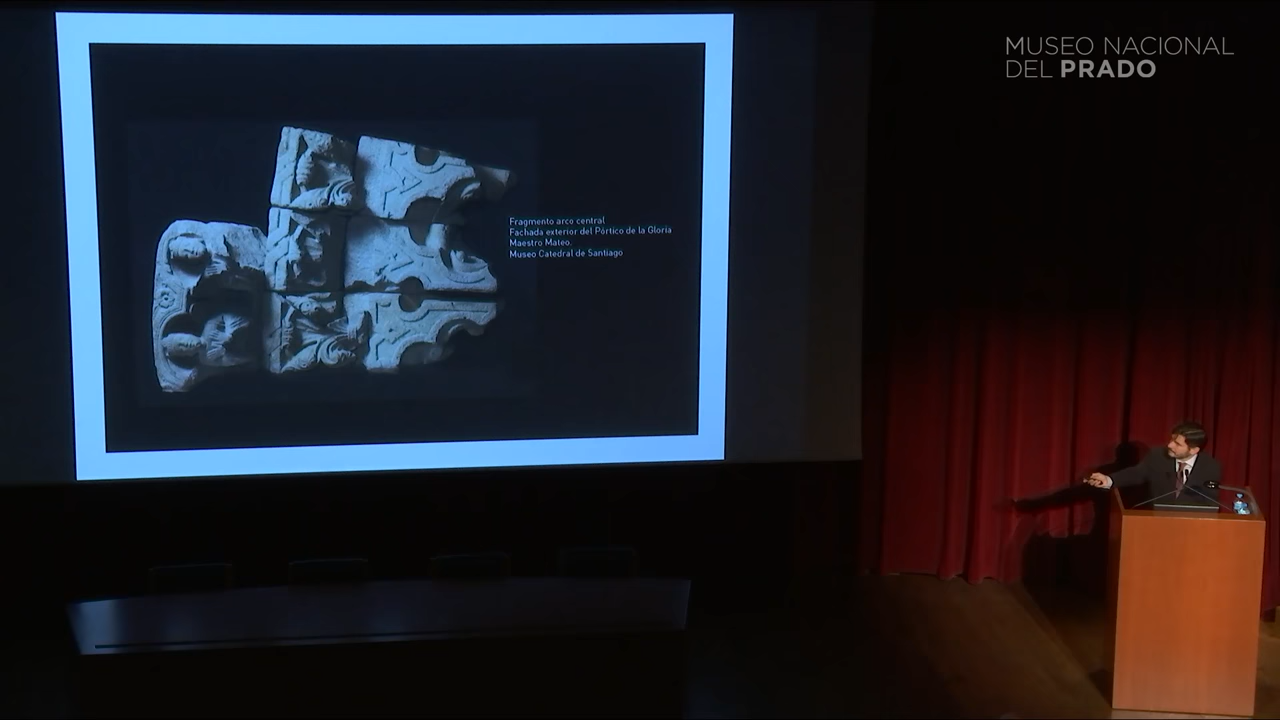 MUSEO NACIONAL
DEL PRADO
Fragmento arco central
Fachada exterior del Pórtico de la Gloria
Maestro Mateo.
Museo Catedral de Santiago